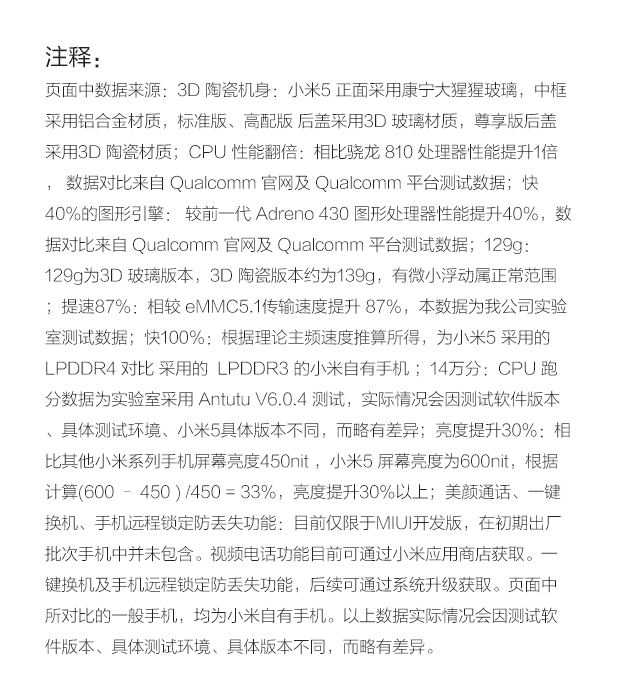 注释：
页面中数据来源：3D 陶瓷机身：小米5 正面采用康宁大猩猩玻璃，中框
采用铝合金材质，标准版、高配版 后盖采用3D 玻璃材质，尊享版后盖
采用3D 陶瓷材质；CPU 性能翻倍：相比骁龙 810 处理器性能提升1倍
， 数据对比来自 Qualcomm 官网及 Qualcomm 平台测试数据；快
40%的图形引擎： 较前一代 Adreno 430 图形处理器性能提升40%，数
据对比来自 Qualcomm 官网及 Qualcomm 平台测试数据；129g：
129g为3D 玻璃版本，3D 陶瓷版本约为139g，有微小浮动属正常范围
；提速87%：相较 eMMC5.1传输速度提升 87%，本数据为我公司实验
室测试数据；快100%：根据理论主频速度推算所得，为小米5 采用的
LPDDR4 对比 采用的 LPDDR3 的小米自有手机 ；14万分：CPU 跑
分数据为实验室采用 Antutu V6.0.4 测试，实际情况会因测试软件版本
、具体测试环境、小米5具体版本不同，而略有差异；亮度提升30%：相
比其他小米系列手机屏幕亮度450nit ，小米5 屏幕亮度为600nit，根据
计算(600 － 450 ) /450 = 33%，亮度提升30%以上；美颜通话、一键
换机、手机远程锁定防丢失功能：目前仅限于MIUI开发版，在初期出厂
批次手机中并未包含。视频电话功能目前可通过小米应用商店获取。一
键换机及手机远程锁定防丢失功能，后续可通过系统升级获取。页面中
所对比的一般手机，均为小米自有手机。以上数据实际情况会因测试软
件版本、具体测试环境、具体版本不同，而略有差异。